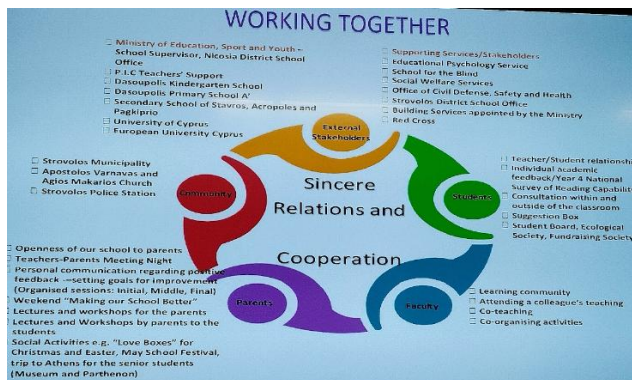 WORKING TOGETHER
Ministry of Education, Sport and Youth –
School Supervisor, Nicosia District School
Office
P.I.C Teachers' Support
Dasoupolis Kindergarten School
Dasoupolis Primary School A'
Secondary School of Stavros, Acropoles and
Pagkiprio
University of Cyprus
European University Cyprus
Supporting Services/Stakeholders
Educational Psychology Service
School for the Blind
Social Welfare Services
Office of Civil Defense, Safety and Health
Strovolos District School Office
Building Services appointed by the Ministry
Red Cross
External
Stakeholders
Strovolos Municipality
Apostolos Varnavas and
Agios Makarios Church
Strovolos Police Station
Community
Sincere
Relations and
Cooperation
Students
Teacher/Student relationship
Individual academic
feedback/Year 4 National
Survey of Reading Capabilit
Consultation within and
outside of the classroom
Suggestion Box
Student Board, Ecological
Society, Fundraising Society
Openness of our school to parents
Teachers-Parents Meeting Night
Personal communication regarding positive
feedback –setting goals for improvement
(Organised sessions: Initial, Middle, Final)
Weekend "Making our School Better"
Lectures and workshops for the parents
Lectures and Workshops by parents to the
students
Social Activities e.g. "Love Boxes" for
Christmas and Easter, May School Festival,
trip to Athens for the senior students
(Museum and Parthenon)
Parents
Faculty
Learning community
Attending a colleague's teaching
Co-teaching
Co-organising activities